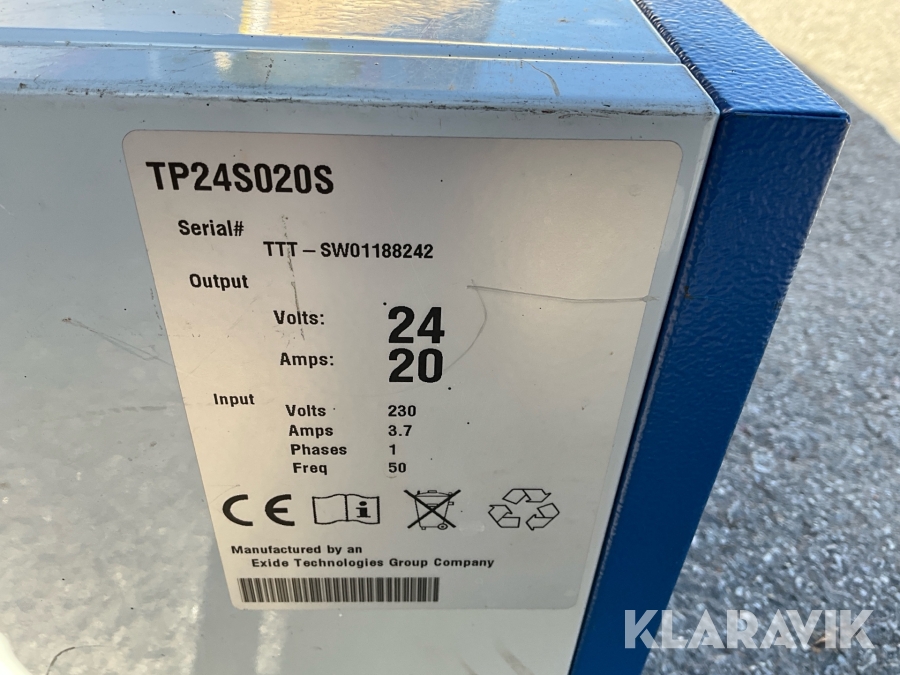 TP24S020S
Serial#
TTT – SW01188242
Output
Volts: 24
Amps: 20
Input
Volts 230
Amps 3.7
Phases 1
Freq 50
CE
i
Manufactured by an
Exide Technologies Group Company
KLARAVIK